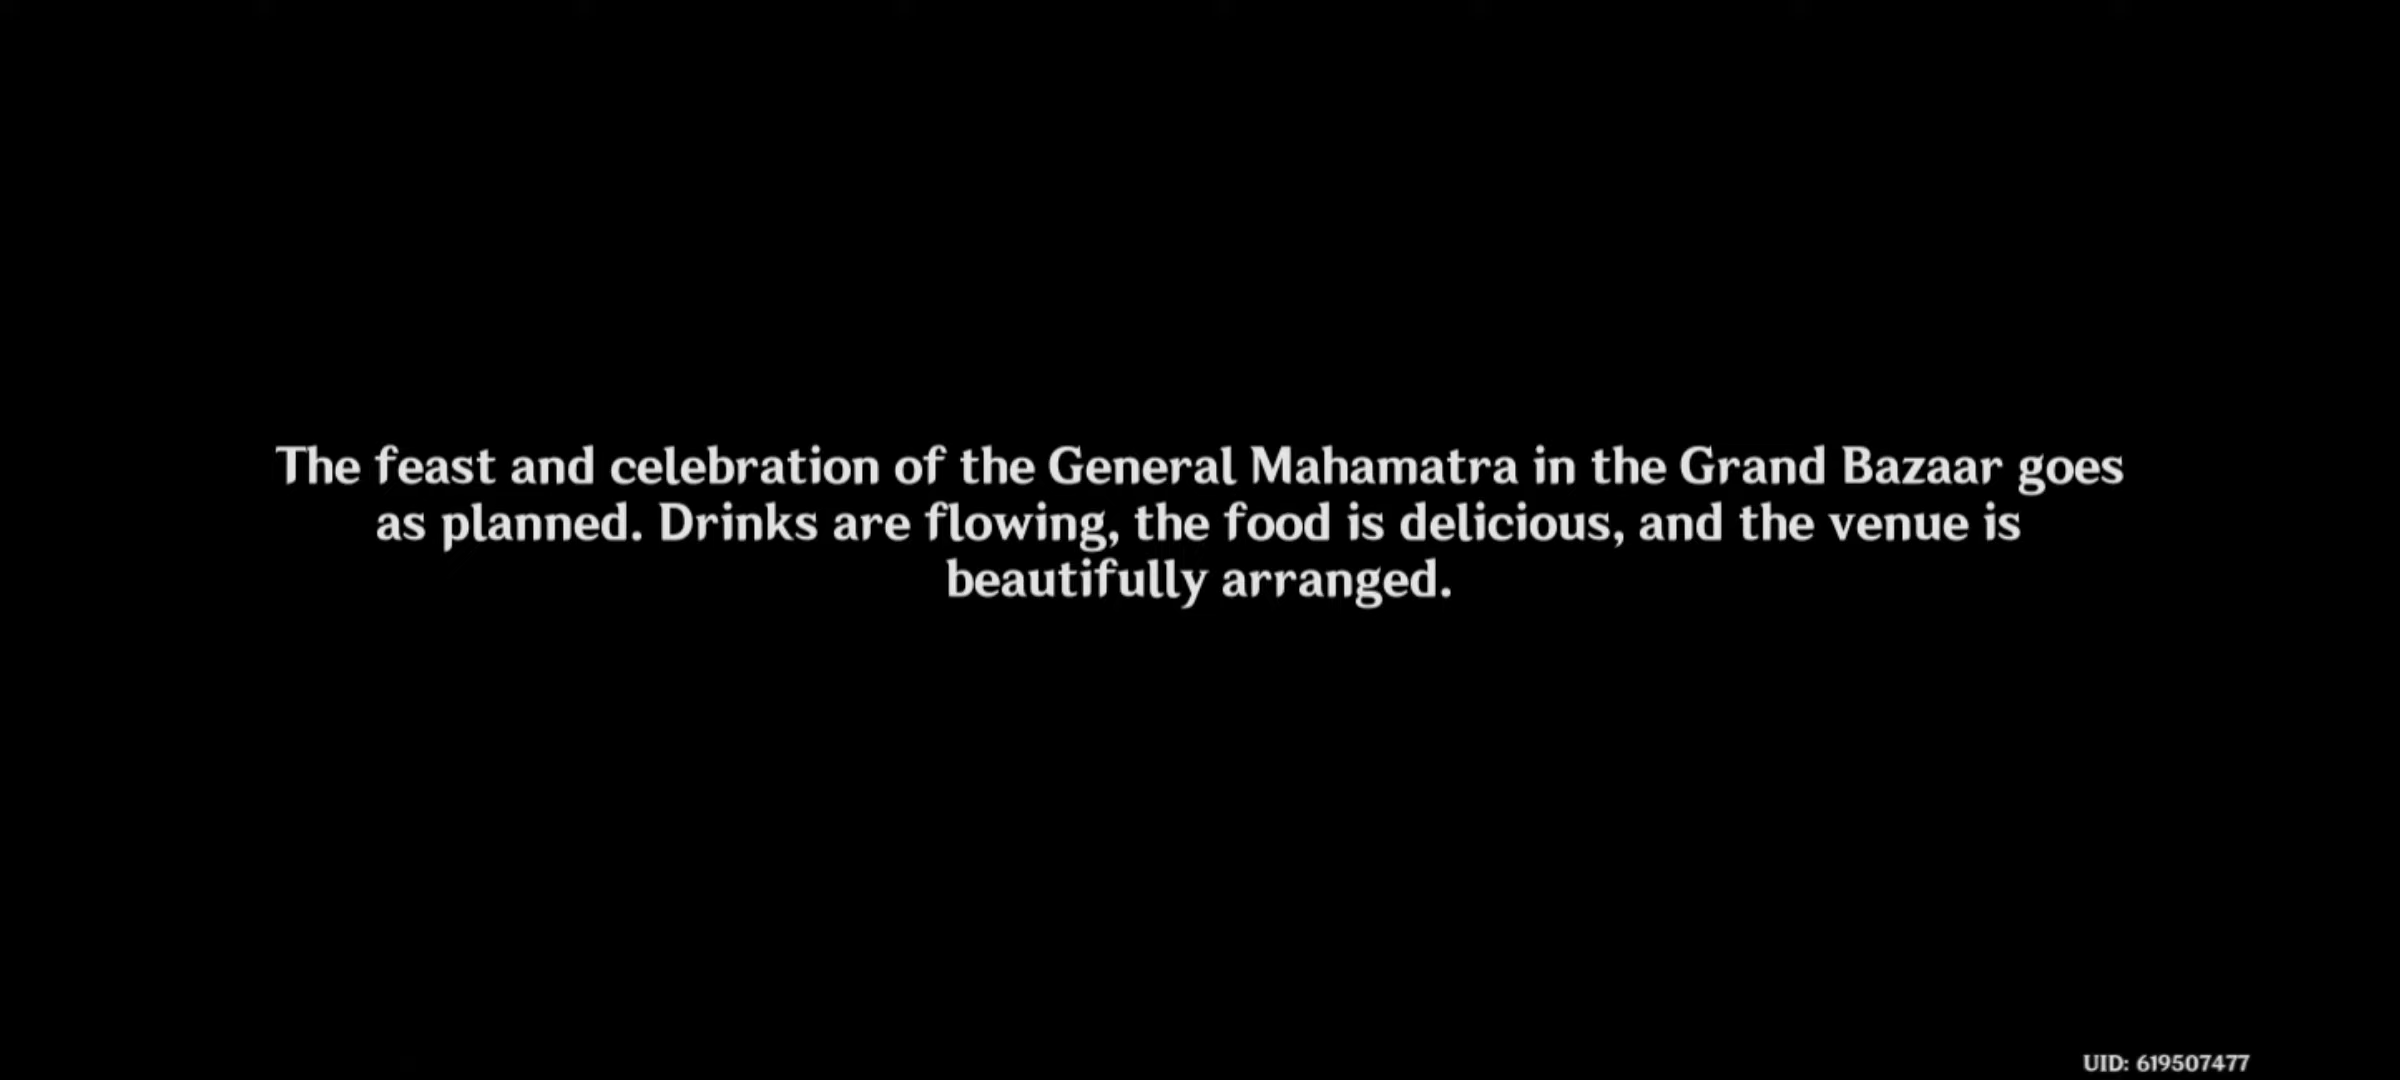 The feast and celebration of the General Mahamatra in the Grand Bazaar goes
as planned. Drinks are flowing, the food is delicious, and the venue is
beautifully arranged.
UID: 619507477